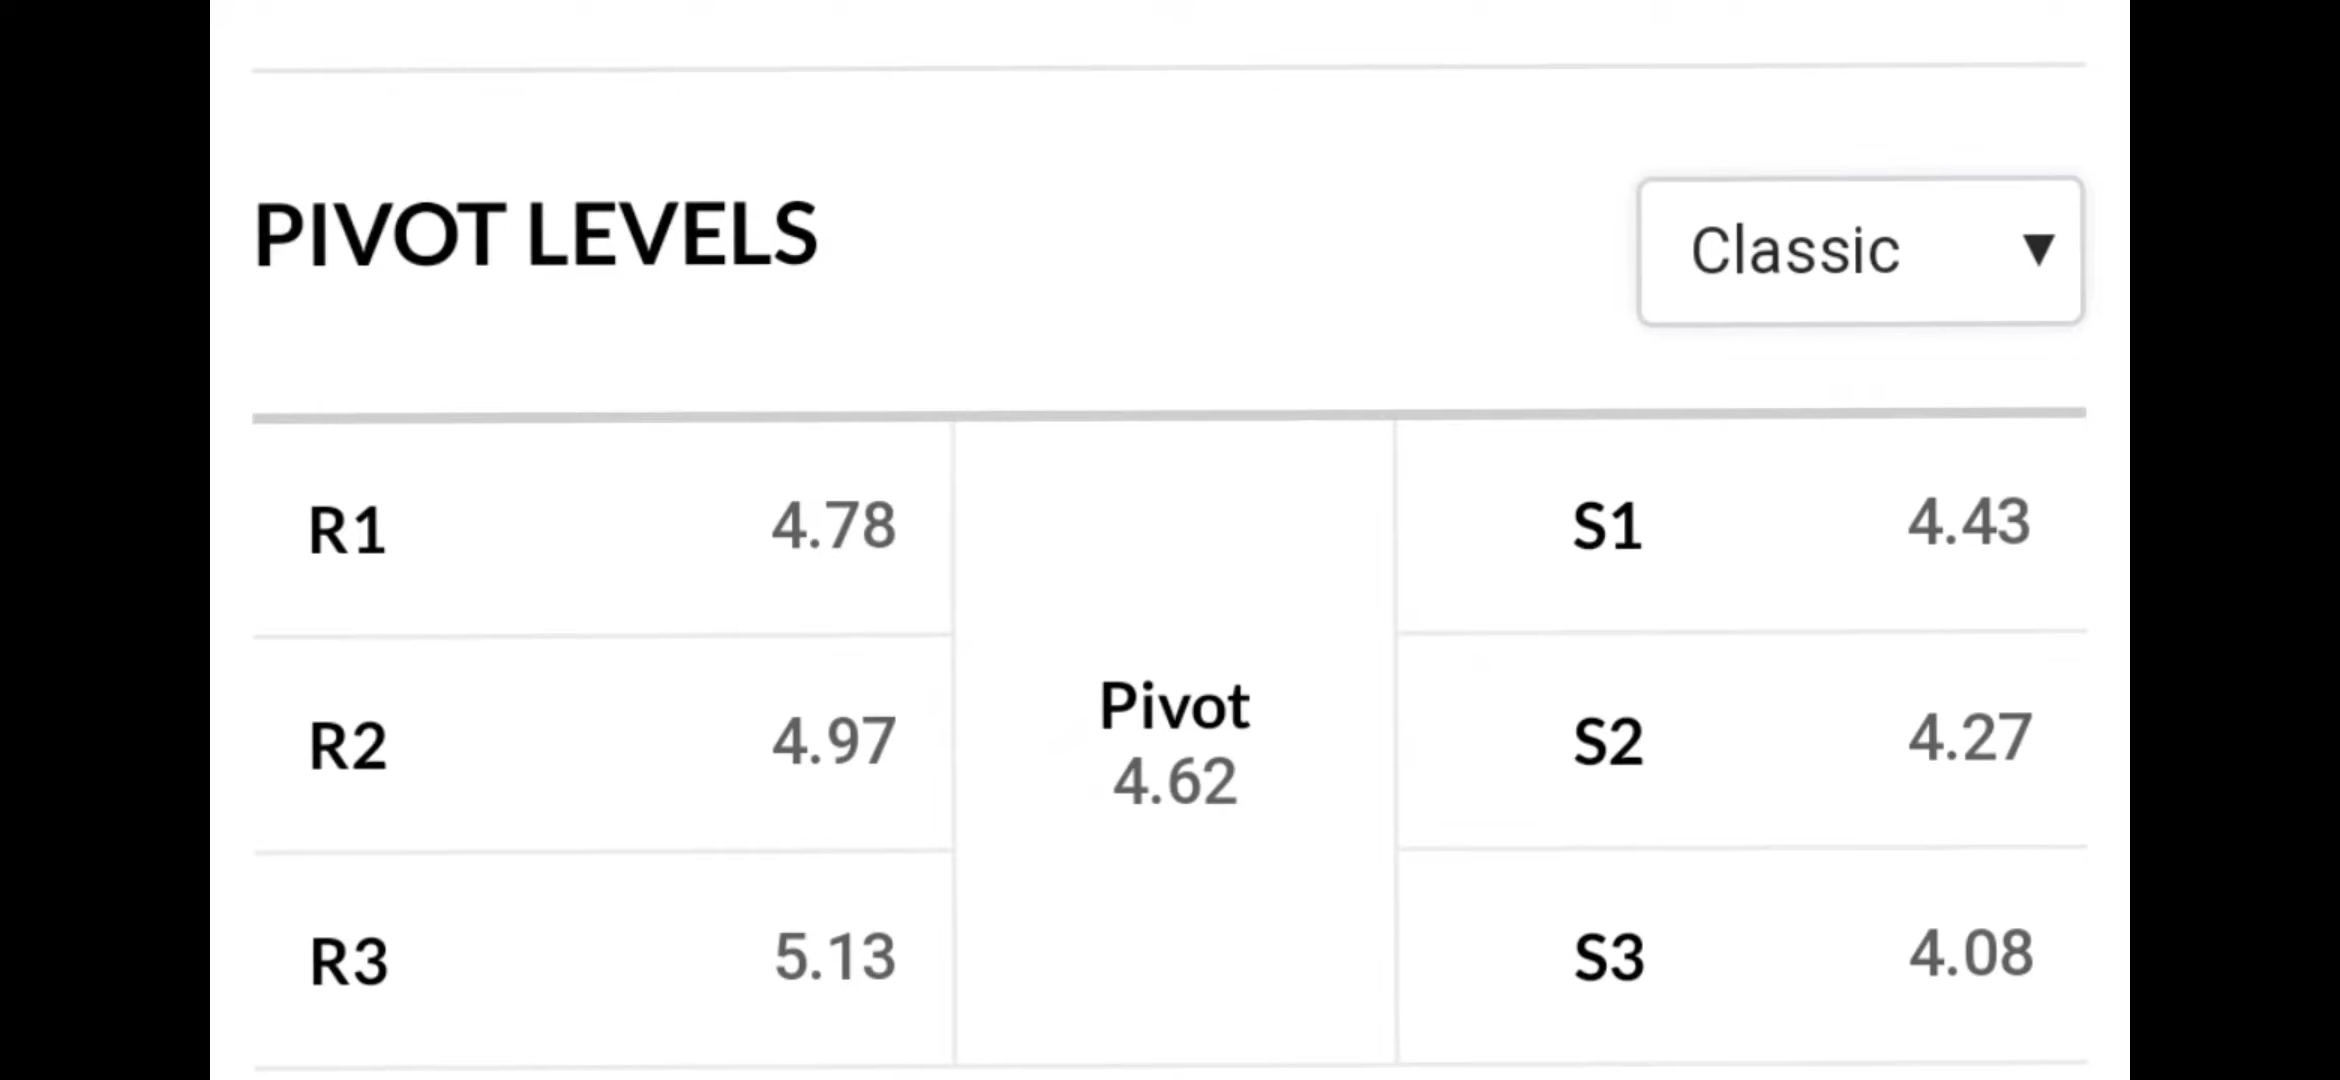 PIVOT LEVELS
Classic ▼
R1 4.78 S1 4.43
R2 4.97 Pivot 4.62 S2 4.27
R3 5.13 S3 4.08